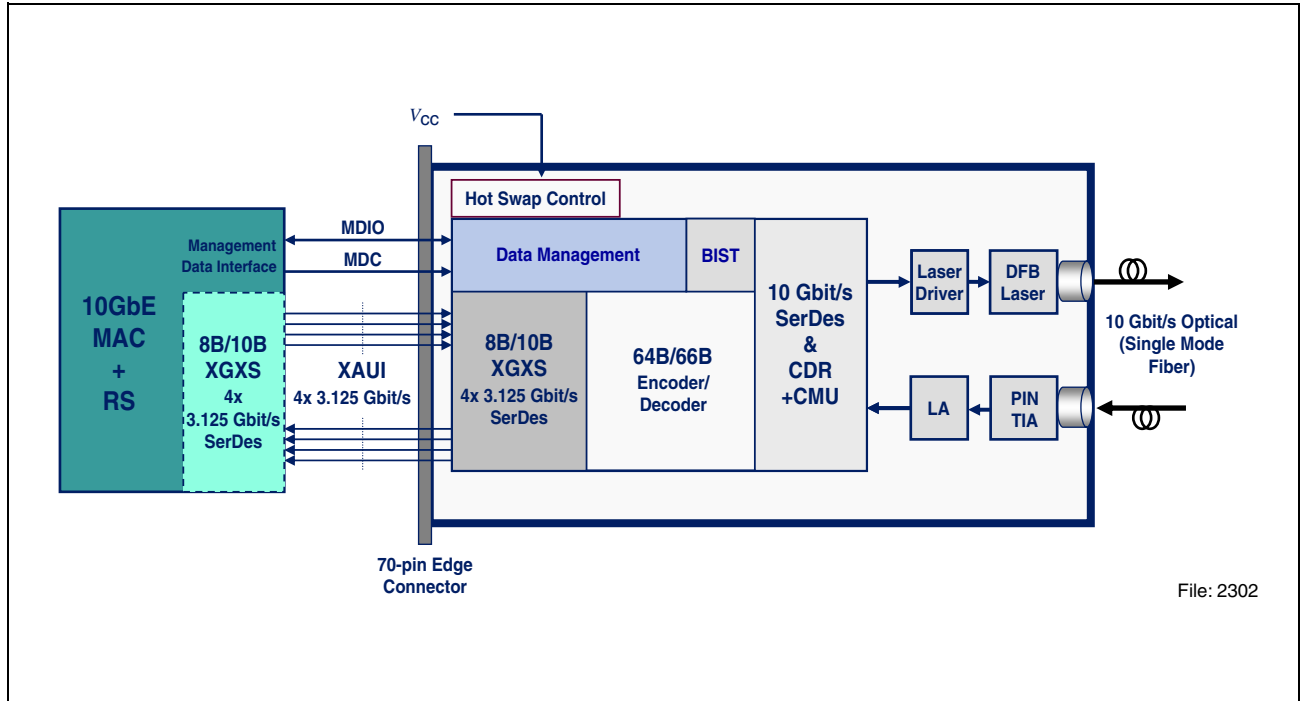 VCC
Hot Swap Control
MDIO
MDC
Management
Data Interface
10GbE
MAC
+
RS
8B/10B
XGXS
4x
3.125 Gbit/s
SerDes
XAUI
4x 3.125 Gbit/s
Data Management
BIST
8B/10B
XGXS
4x 3.125 Gbit/s
SerDes
64B/66B
Encoder/
Decoder
10 Gbit/s
SerDes
&
CDR
+CMU
Laser
Driver
DFB
Laser
LA
PIN
TIA
10 Gbit/s Optical
(Single Mode
Fiber)
70-pin Edge
Connector
File: 2302